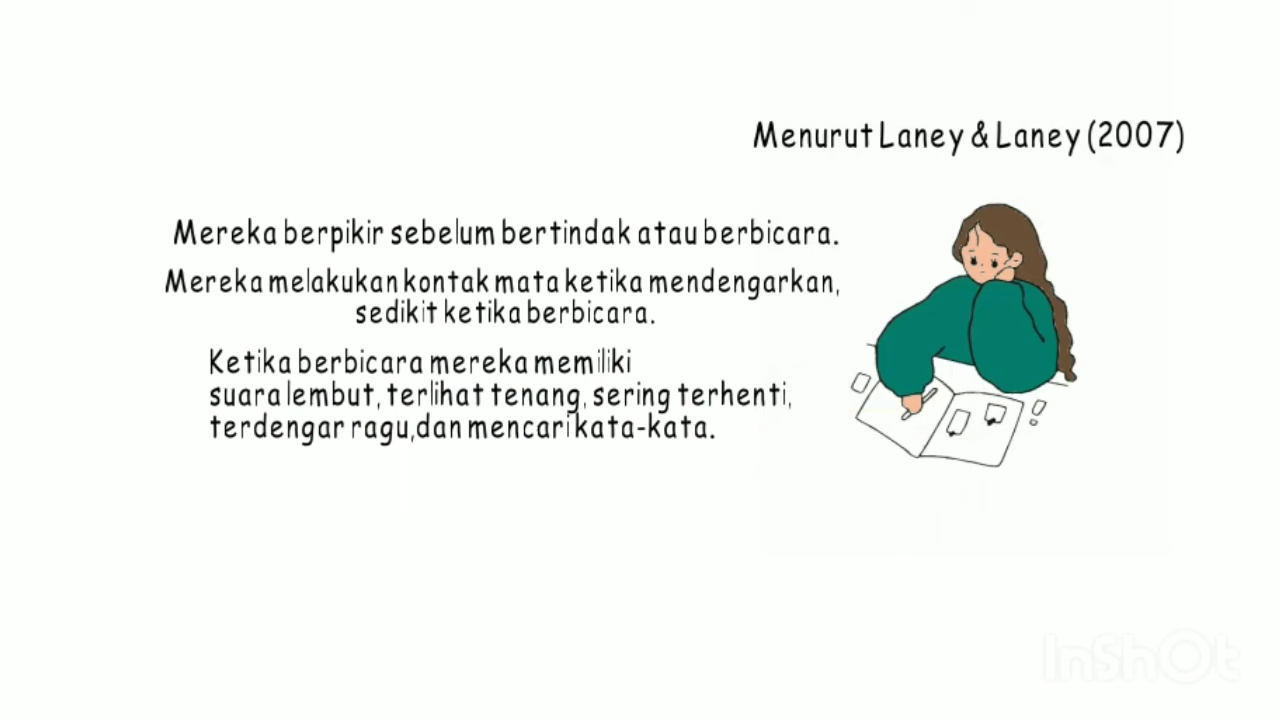 Menurut Laney & Laney (2007)
Mereka berpikir sebelum bertindak atau berbicara.
Mereka melakukan kontak mata ketika mendengarkan,
sedikit ketika berbicara.
Ketika berbicara mereka memiliki
suara lembut, terlihat tenang, sering terhenti,
terdengar ragu,dan mencari kata-kata.
InShOt